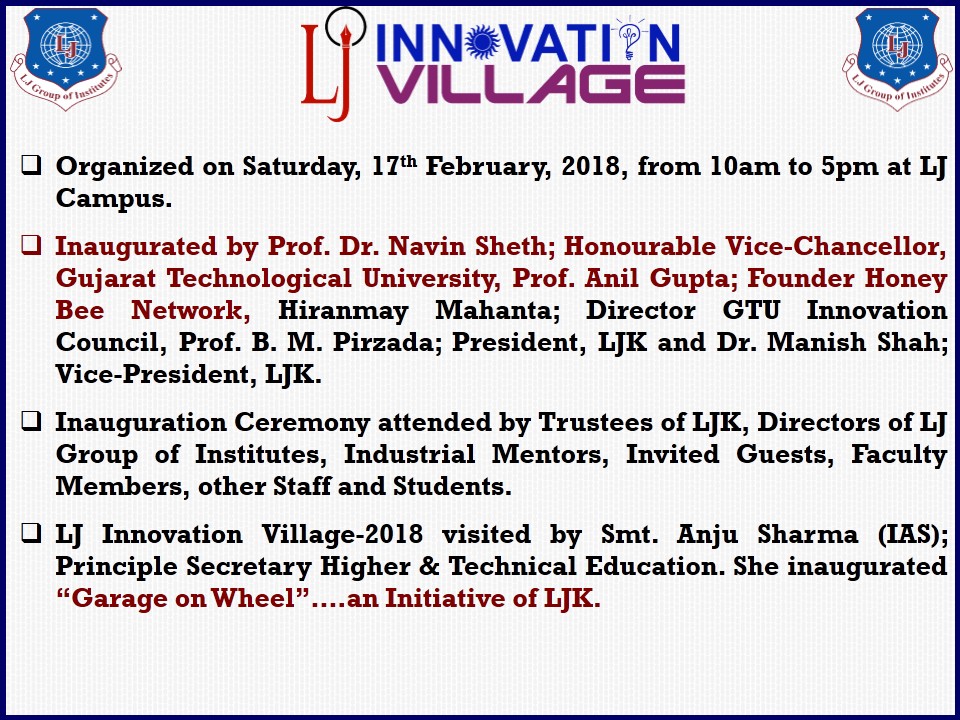 LJ INNOVATION
VILLAGE
LJ
LJ Group of Institutes
LJ
LJ Group of Institutes
Organized on Saturday, 17th February, 2018, from 10am to 5pm at LJ
Campus.
Inaugurated by Prof. Dr. Navin Sheth; Honourable Vice-Chancellor,
Gujarat Technological University, Prof. Anil Gupta; Founder Honey
Bee Network, Hiranmay Mahanta; Director GTU Innovation
Council, Prof. B. M. Pirzada; President, LJK and Dr. Manish Shah;
Vice-President, LJK.
Inauguration Ceremony attended by Trustees of LJK, Directors of LJ
Group of Institutes, Industrial Mentors, Invited Guests, Faculty
Members, other Staff and Students.
LJ Innovation Village-2018 visited by Smt. Anju Sharma (IAS);
Principle Secretary Higher & Technical Education. She inaugurated
“Garage on Wheel”....an Initiative of LJK.